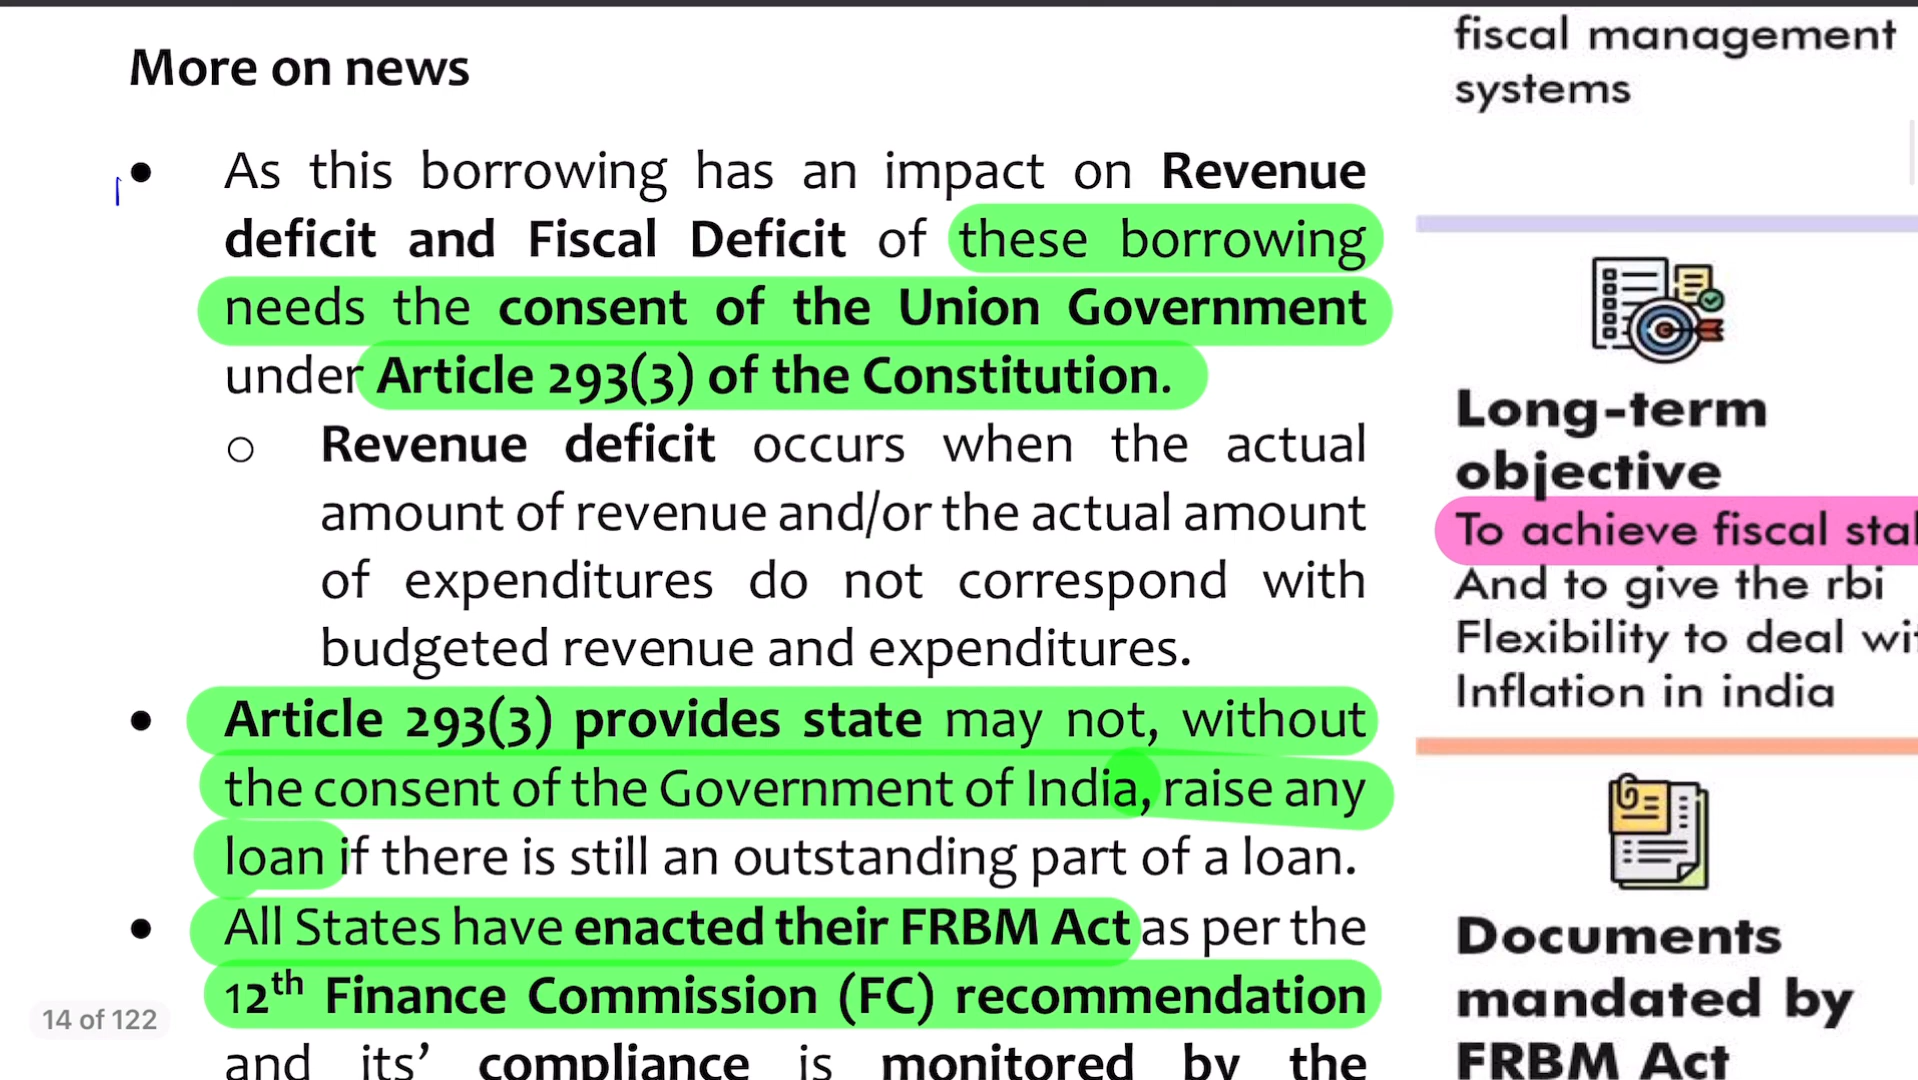 More on news
• As this borrowing has an impact on Revenue
deficit and Fiscal Deficit of these borrowing
needs the consent of the Union Government
under Article 293(3) of the Constitution.
o Revenue deficit occurs when the actual
amount of revenue and/or the actual amount
of expenditures do not correspond with
budgeted revenue and expenditures.
• Article 293(3) provides state may not, without
the consent of the Government of India, raise any
loan if there is still an outstanding part of a loan.
• All States have enacted their FRBM Act as per the
12th Finance Commission (FC) recommendation
and its’ compliance is monitored by the
14 of 122
fiscal management
systems
Long-term
objective
To achieve fiscal
And to give the rbi
Flexibility to deal
Inflation in india
Documents
mandated by
FRBM Act